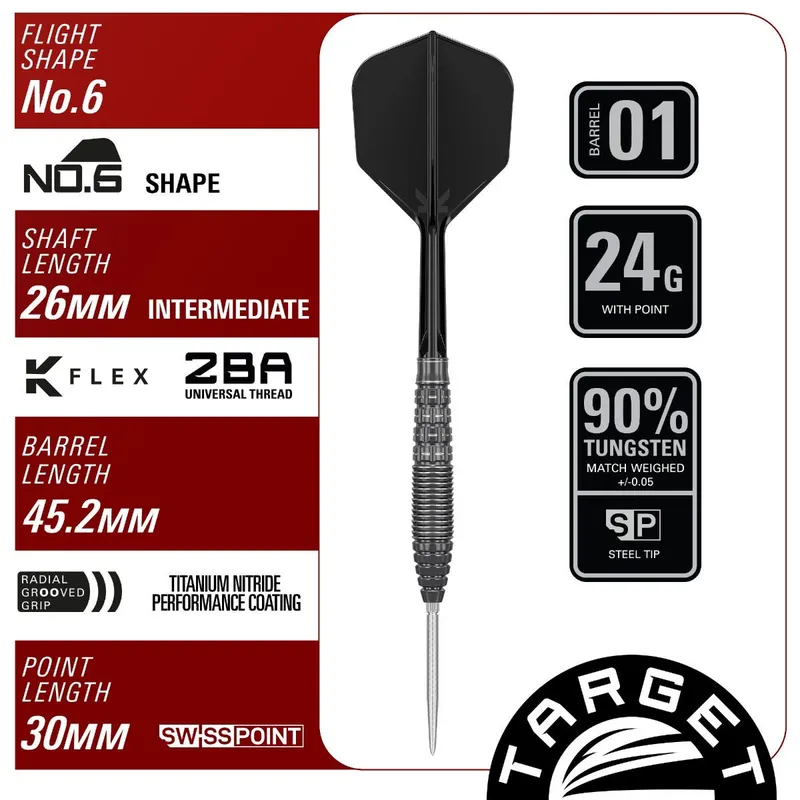 FLIGHT
SHAPE
No.6
NO.6 SHAPE
SHAFT
LENGTH
26MM INTERMEDIATE
K FLEX
2BA
UNIVERSAL THREAD
BARREL
LENGTH
45.2MM
RADIAL
GROOVED
GRIP
TITANIUM NITRIDE
PERFORMANCE COATING
POINT
LENGTH
30MM SWISSPOINT
K
BARREL 01
24G
WITH POINT
90%
TUNGSTEN
MATCH WEIGHED
+/-0.05
SP
STEEL TIP
TARGET